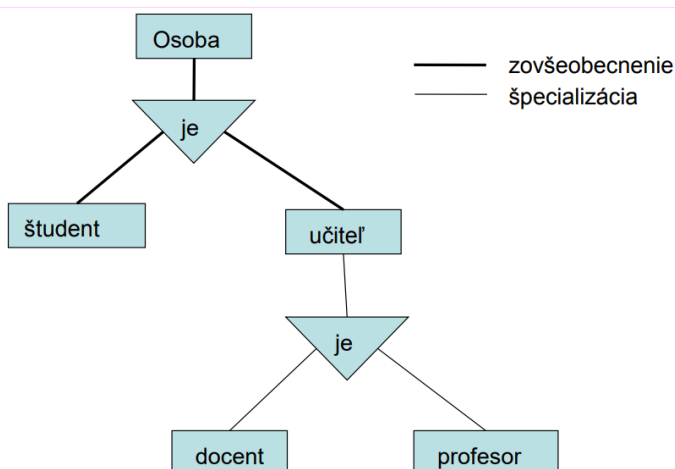 Osoba
zovšeobecnenie
špecializácia
je
študent
učiteľ
je
docent
profesor